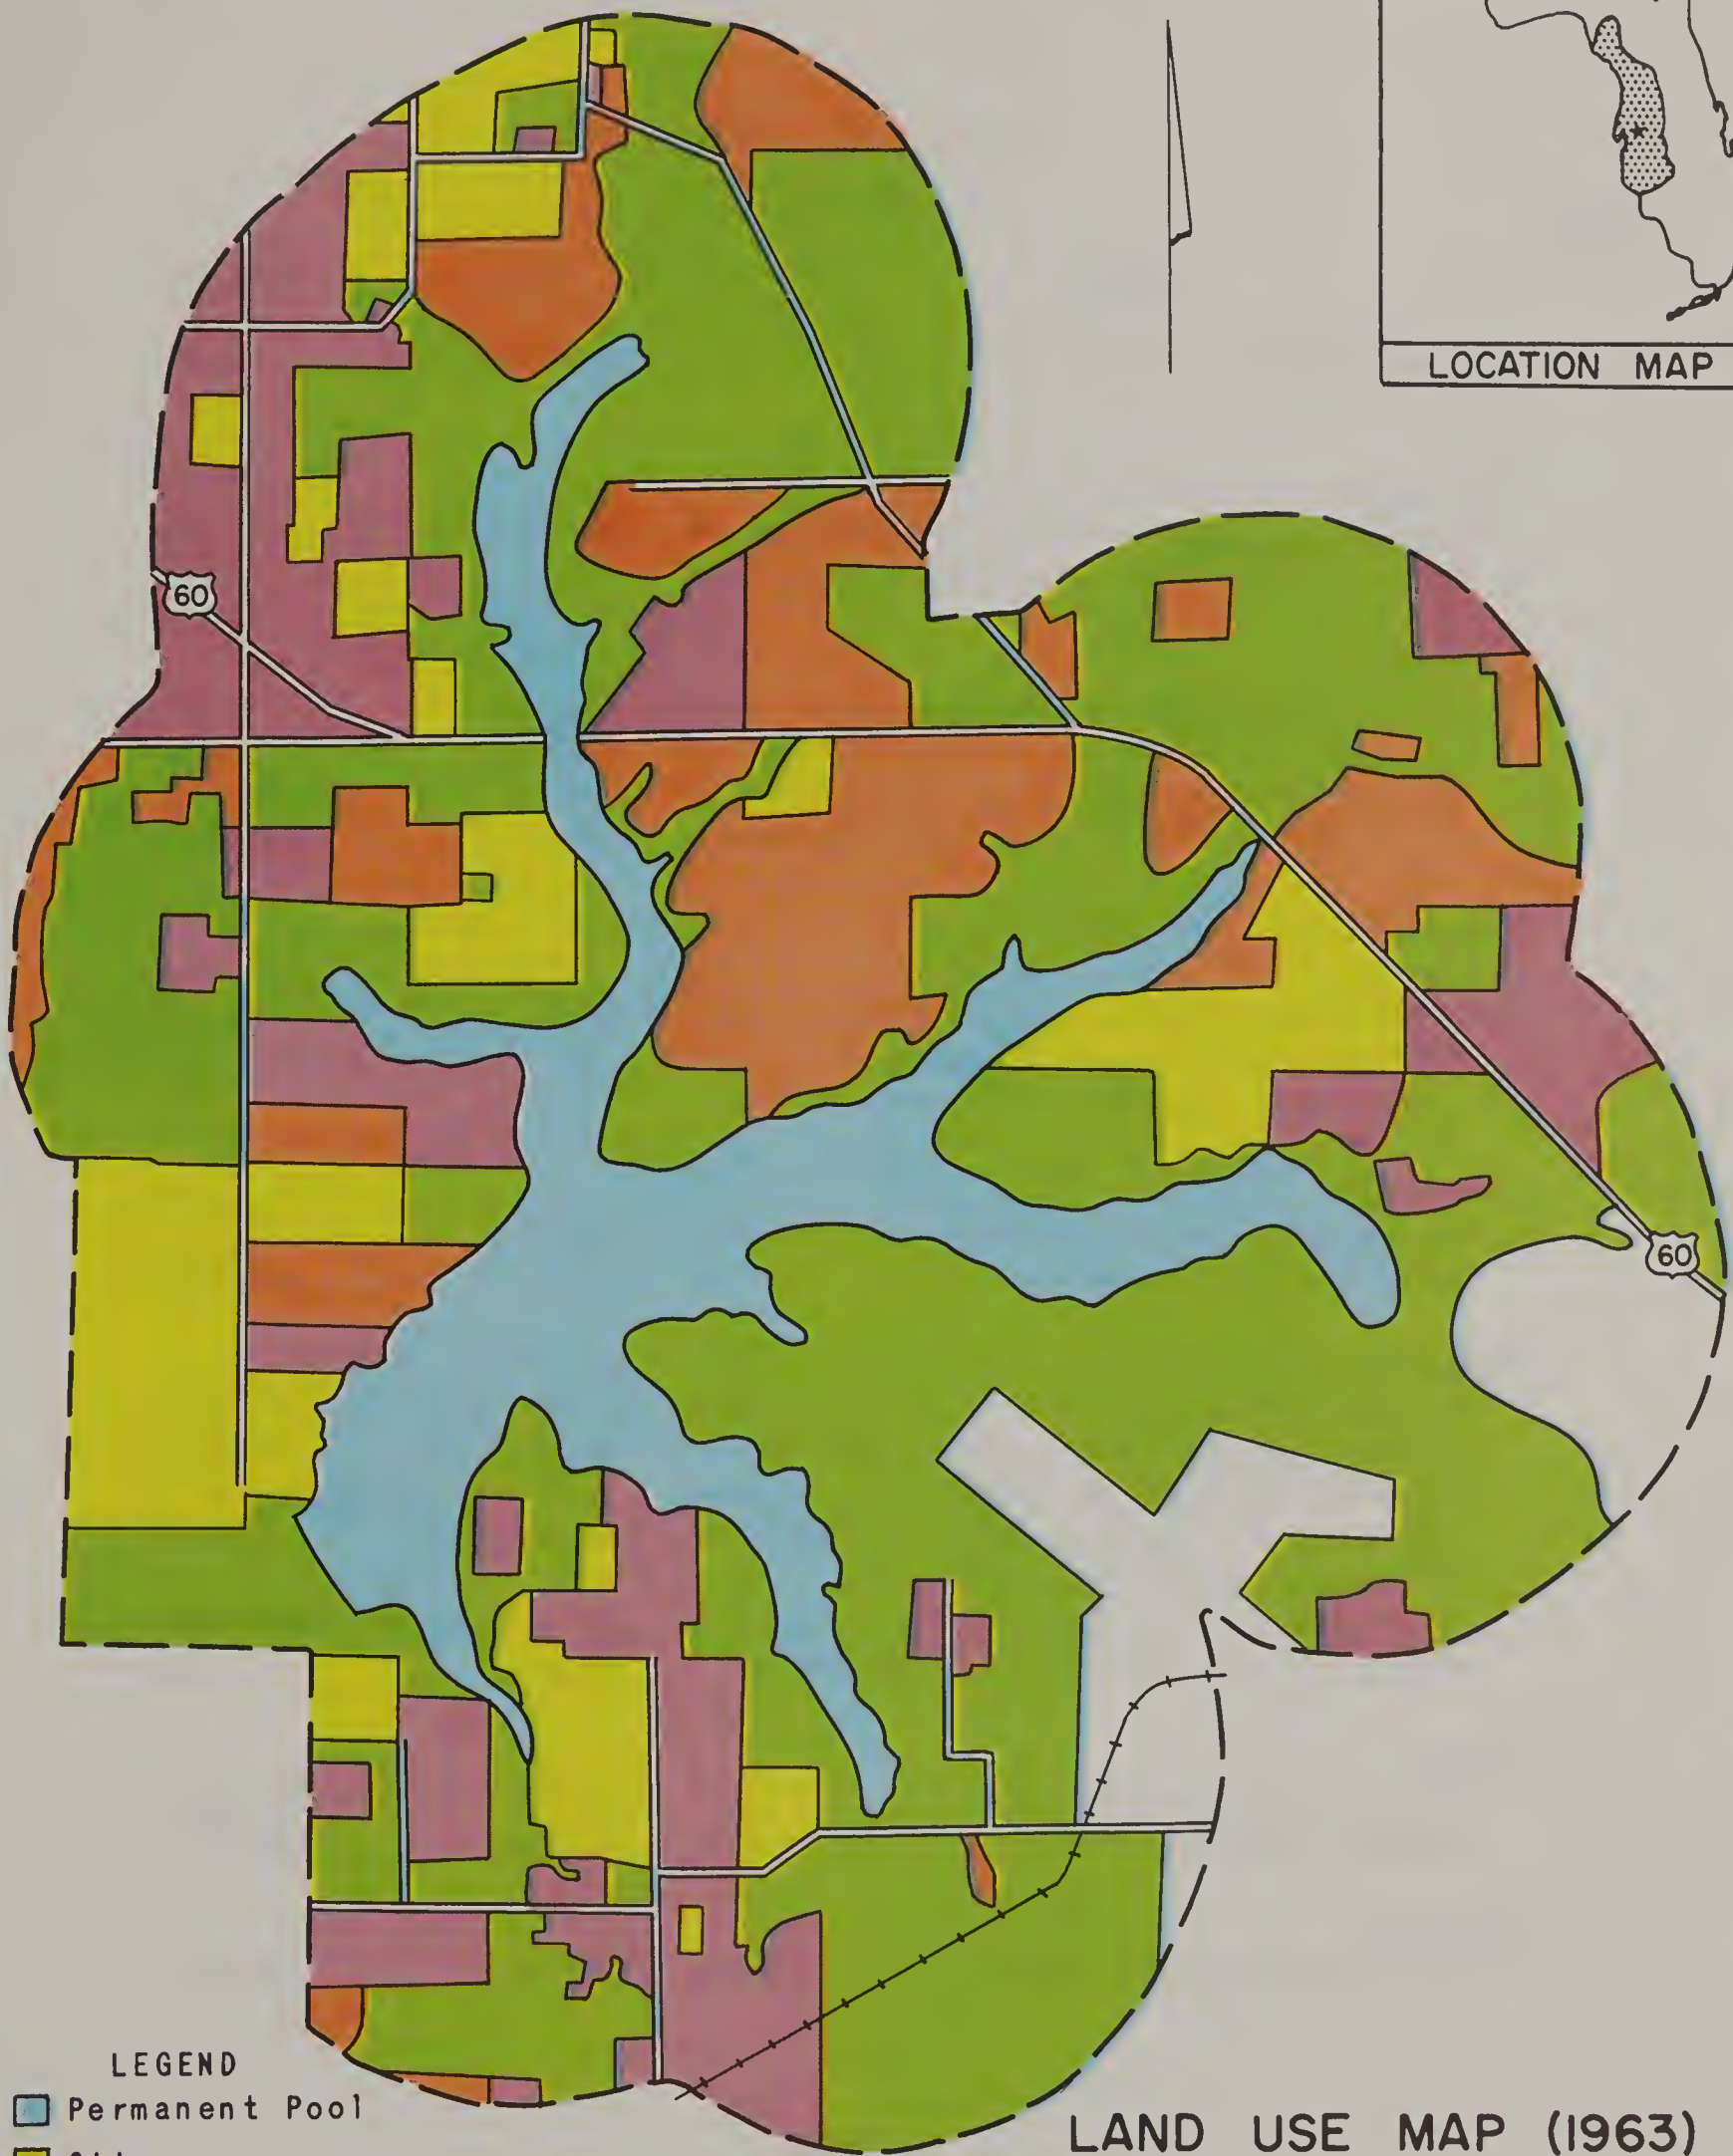 LOCATION MAP
60
60
LEGEND
Permanent Pool
LAND USE MAP (1963)